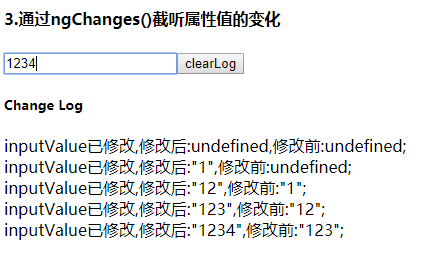 3.通过ngChanges()截听属性值的变化
1234 clearLog
Change Log
inputValue已修改,修改后:undefined,修改前:undefined;
inputValue已修改,修改后:"1",修改前:undefined;
inputValue已修改,修改后:"12",修改前:"1";
inputValue已修改,修改后:"123",修改前:"12";
inputValue已修改,修改后:"1234",修改前:"123";